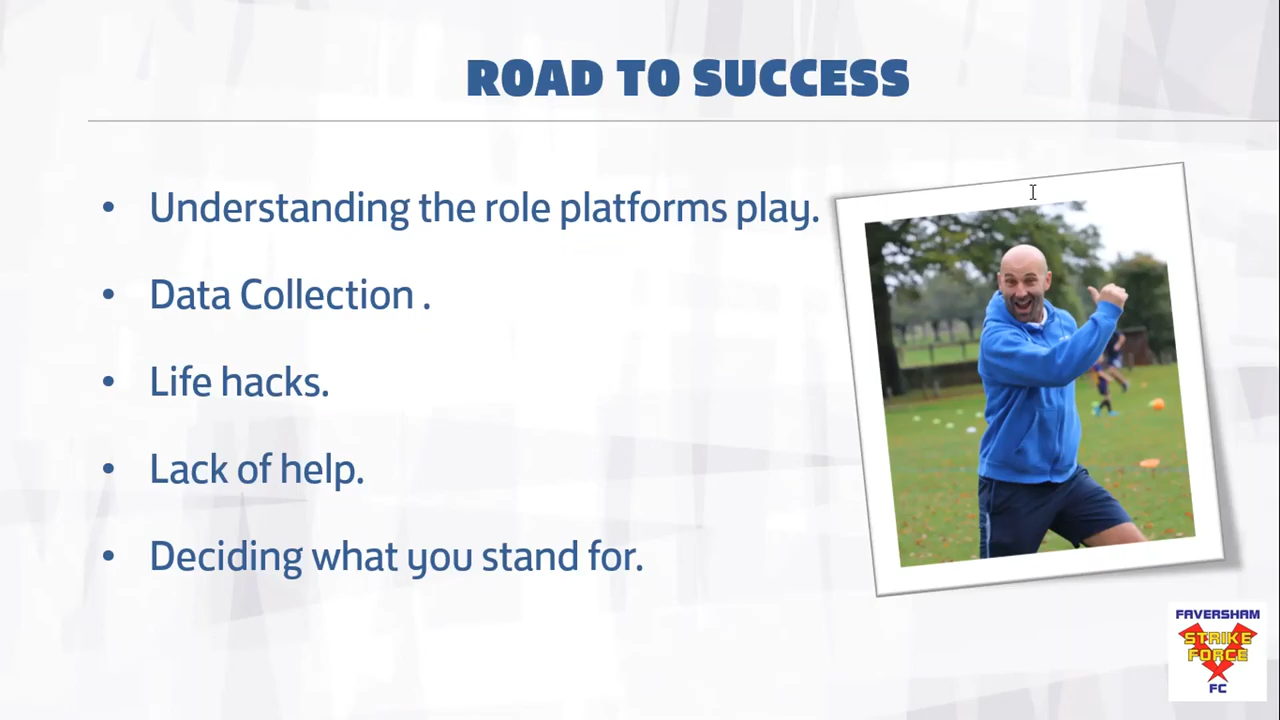 ROAD TO SUCCESS
• Understanding the role platforms play.
• Data Collection .
• Life hacks.
• Lack of help.
• Deciding what you stand for.
FAVERSHAM
STRIKE
FORCE
FC